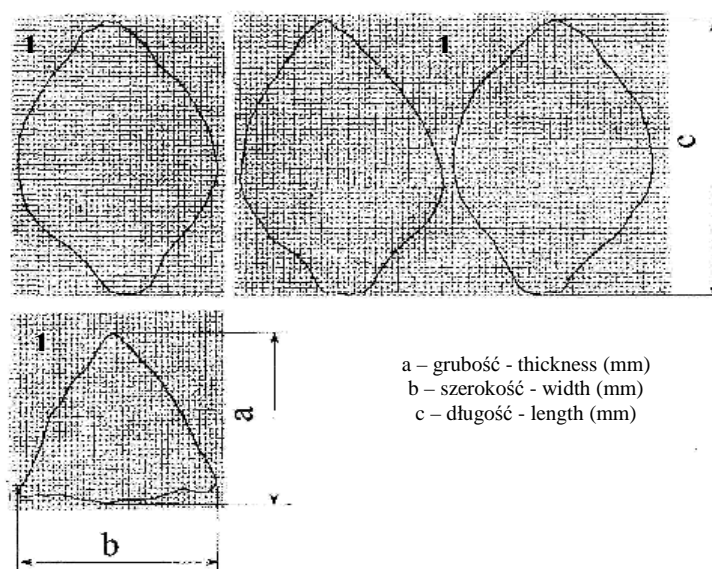 1
1
c
1
a
a – grubość - thickness (mm)
b – szerokość - width (mm)
c – długość - length (mm)
b